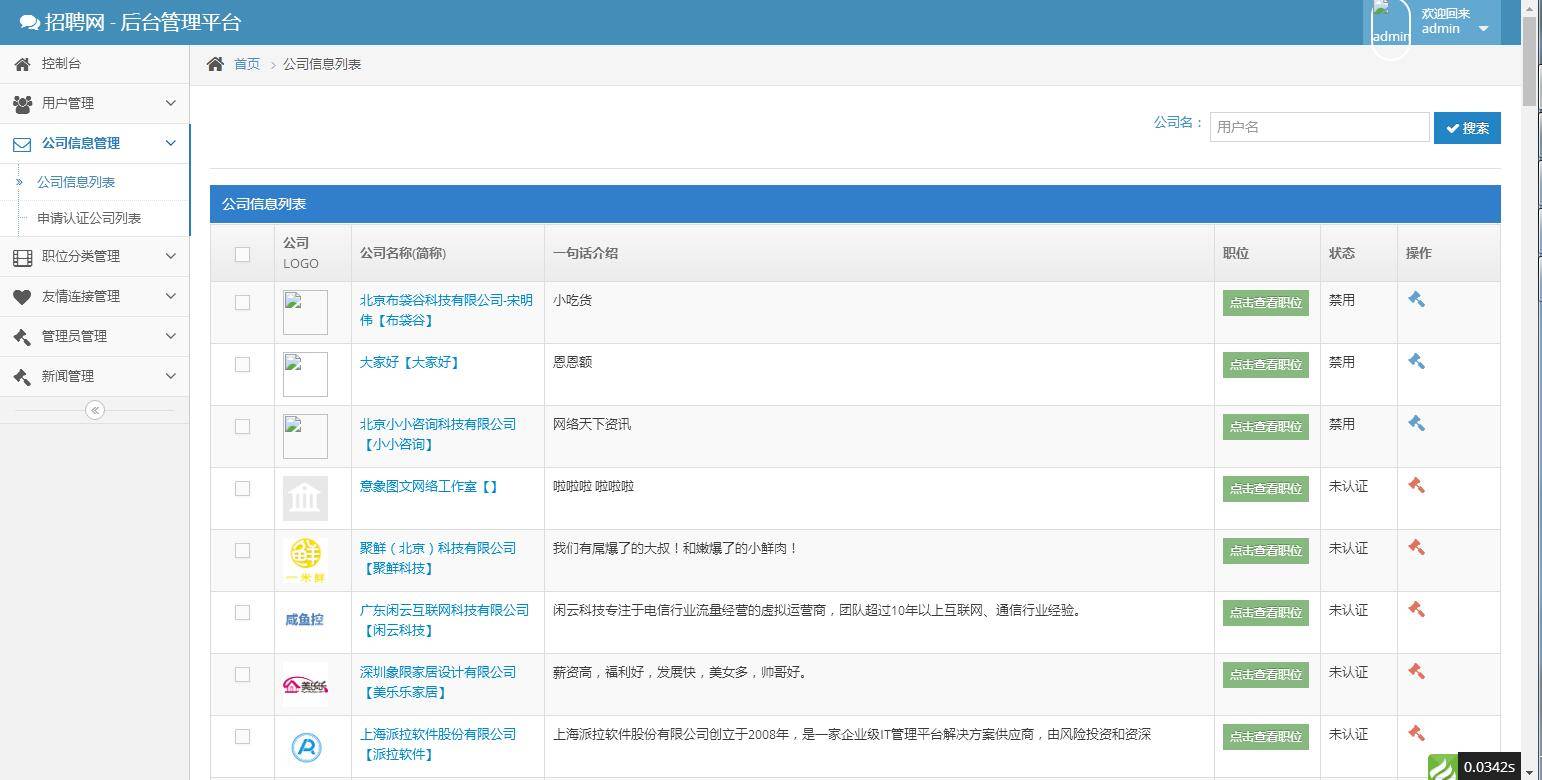 招聘网 - 后台管理平台
admin
欢迎回来
admin
控制台
用户管理
公司信息管理
公司信息列表
申请认证公司列表
职位分类管理
友情连接管理
管理员管理
新闻管理
首页 > 公司信息列表
公司名：
用户名
搜索
公司信息列表
公司
LOGO
公司名称(简称)
一句话介绍
职位
状态
操作
北京布袋谷科技有限公司-宋明
伟【布袋谷】
小吃货
点击查看职位
禁用
大家好【大家好】
恩恩额
点击查看职位
禁用
北京小小咨询科技有限公司
【小小咨询】
网络天下资讯
点击查看职位
禁用
意象图文网络工作室【】
啦啦啦 啦啦啦
点击查看职位
未认证
一米鲜
聚鲜（北京）科技有限公司
【聚鲜科技】
我们有屌爆了的大叔！和嫩爆了的小鲜肉！
点击查看职位
未认证
咸鱼控
广东闲云互联网科技有限公司
【闲云科技】
闲云科技专注于电信行业流量经营的虚拟运营商，团队超过10年以上互联网、通信行业经验。
点击查看职位
未认证
美乐乐
深圳象限家居设计有限公司
【美乐乐家居】
薪资高，福利好，发展快，美女多，帅哥好。
点击查看职位
未认证
上海派拉软件股份有限公司
【派拉软件】
上海派拉软件股份有限公司创立于2008年，是一家企业级IT管理平台解决方案供应商，由风险投资和资深
点击查看职位
未认证
0.0342s